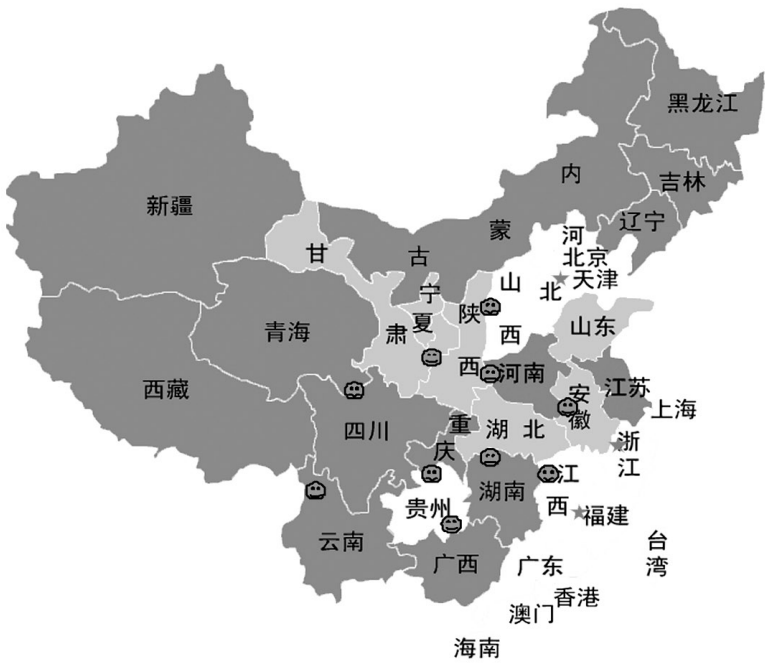 黑龙江
内
吉林
新疆
辽宁
蒙
河
甘
古
北京
山
天津
宁
北
陕
夏
山东
青海
肃
西
西
河南
西藏
安
江苏
上海
徽
重
四川
湖北
浙
庆
江
江
湖南
贵州
西
福建
云南
台
广西
广东
湾
香港
澳门
海南